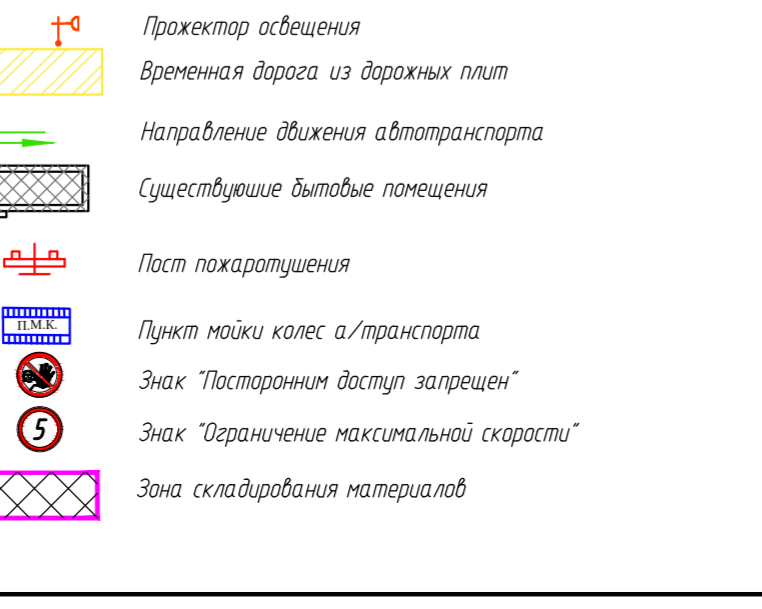 Прожектор освещения
Временная дорога из дорожных плит
Направление движения автотранспорта
Существуюшие бытовые помещения
Пост пожаротушения
П.М.К.
Пункт мойки колес а/транспорта
Знак "Посторонним доступ запрещен"
5
Знак "Ограничение максимальной скорости"
Зона складирования материалов